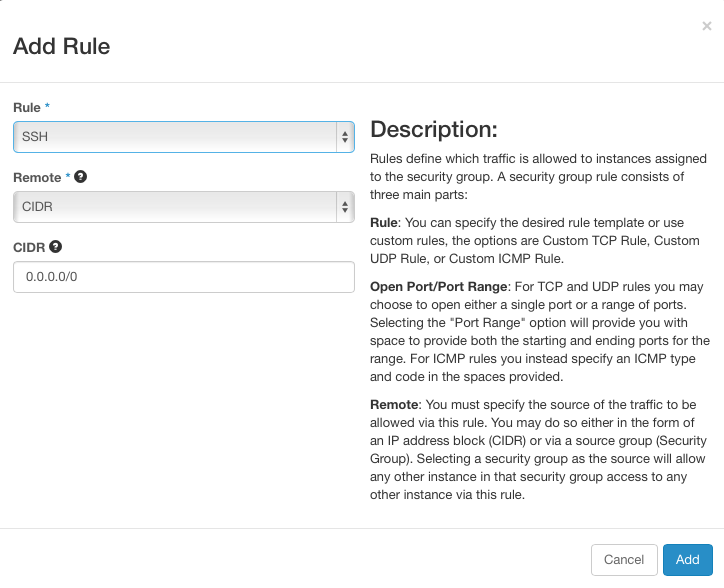 ×
Add Rule
Rule *
SSH
Remote * ?
CIDR
CIDR ?
0.0.0.0/0
Description:
Rules define which traffic is allowed to instances assigned
to the security group. A security group rule consists of
three main parts:
Rule: You can specify the desired rule template or use
custom rules, the options are Custom TCP Rule, Custom
UDP Rule, or Custom ICMP Rule.
Open Port/Port Range: For TCP and UDP rules you may
choose to open either a single port or a range of ports.
Selecting the "Port Range" option will provide you with
space to provide both the starting and ending ports for the
range. For ICMP rules you instead specify an ICMP type
and code in the spaces provided.
Remote: You must specify the source of the traffic to be
allowed via this rule. You may do so either in the form of
an IP address block (CIDR) or via a source group (Security
Group). Selecting a security group as the source will allow
any other instance in that security group access to any
other instance via this rule.
Cancel
Add